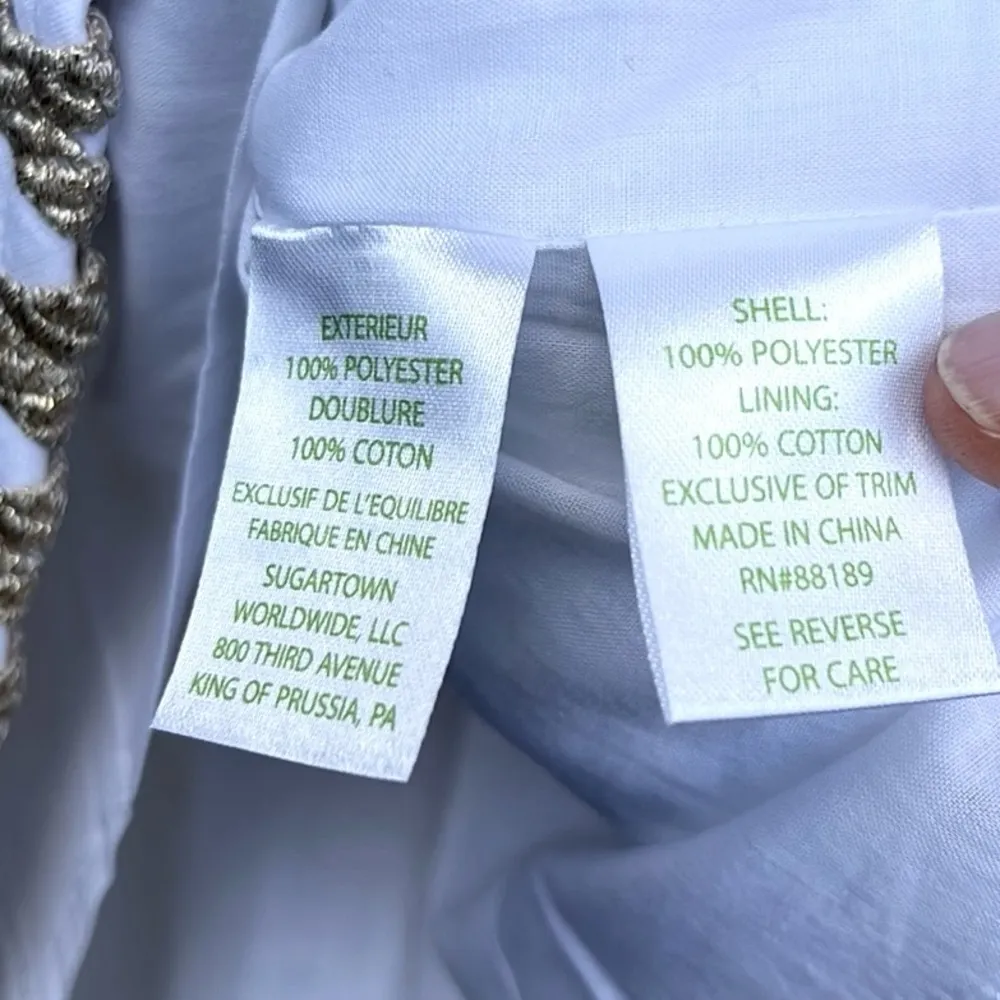 EXTERIEUR
100% POLYESTER
DOUBLURE
100% COTON
EXCLUSIF DE L'EQUILIBRE
FABRIQUE EN CHINE
SUGARTOWN
WORLDWIDE, LLC
800 THIRD AVENUE
KING OF PRUSSIA, PA
SHELL:
100% POLYESTER
LINING:
100% COTTON
EXCLUSIVE OF TRIM
MADE IN CHINA
RN#88189
SEE REVERSE
FOR CARE